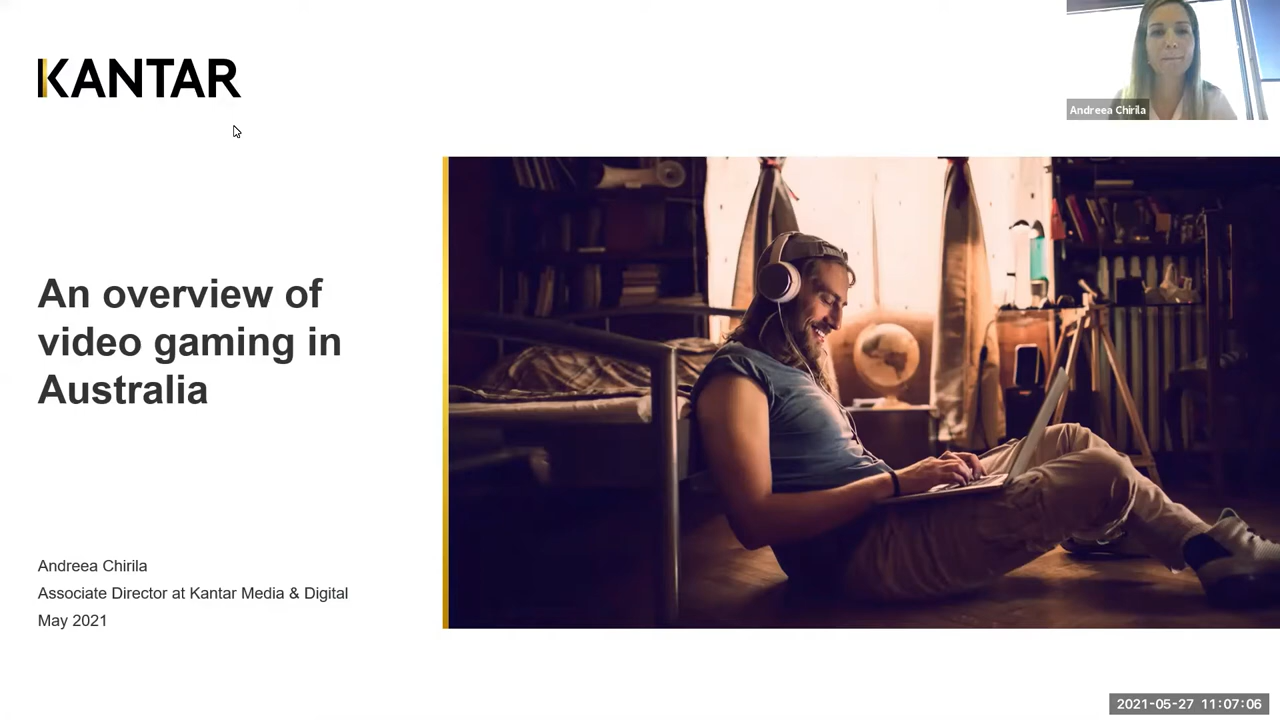 KANTAR
Andreea Chirila
An overview of
video gaming in
Australia
Andreea Chirila
Associate Director at Kantar Media & Digital
May 2021
2021-05-27 11:07:06